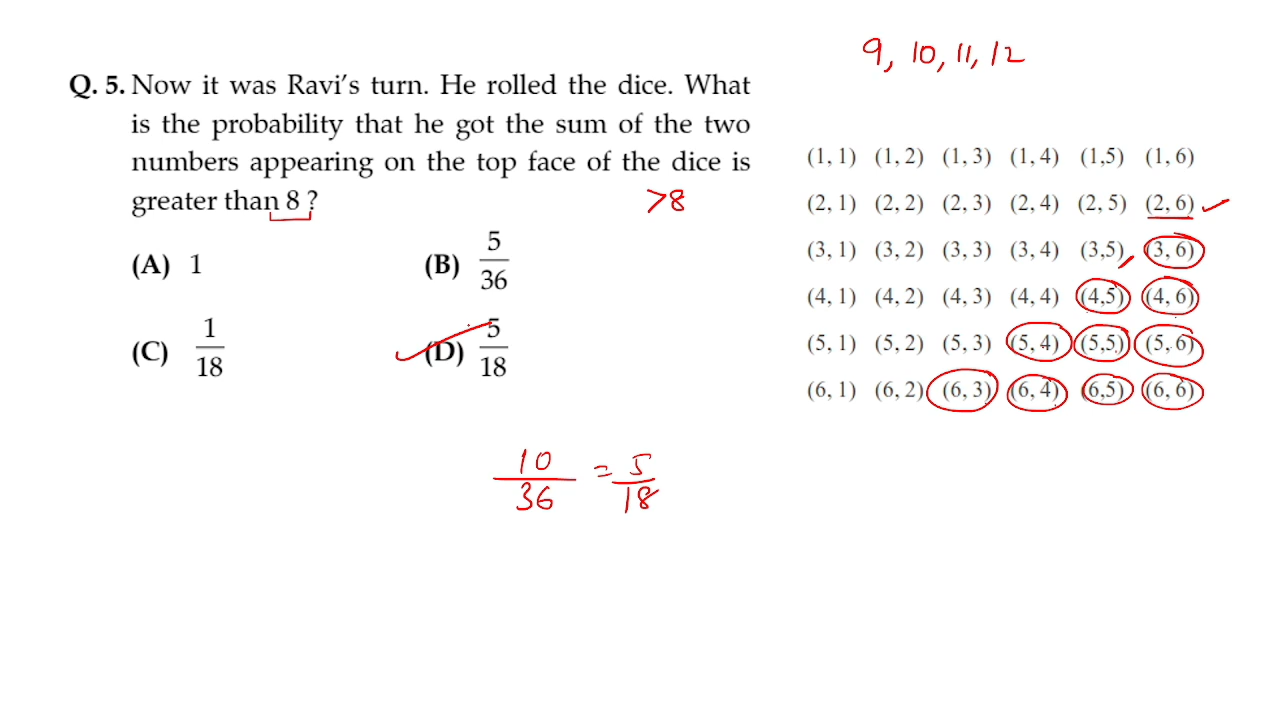 9, 10, 11, 12
Q. 5. Now it was Ravi's turn. He rolled the dice. What
is the probability that he got the sum of the two
numbers appearing on the top face of the dice is
greater than 8 ?
>8
(A) 1
(B) 5/36
(C) 1/18
(D) 5/18
(1, 1) (1, 2) (1, 3) (1, 4) (1,5) (1, 6)
(2, 1) (2, 2) (2, 3) (2, 4) (2, 5) (2, 6)
(3, 1) (3, 2) (3, 3) (3, 4) (3,5) (3, 6)
(4, 1) (4, 2) (4, 3) (4, 4) (4,5) (4, 6)
(5, 1) (5, 2) (5, 3) (5, 4) (5,5) (5, 6)
(6, 1) (6, 2) (6, 3) (6, 4) (6,5) (6, 6)
10/36 = 5/18